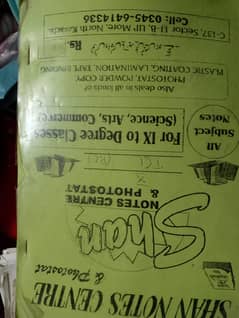 SHAN NOTES CENTRE
& Photostat
Shan
NOTES CENTRE
& PHOTOSTAT
All
Subject
Notes
For IX to Degree Classes
(Science, Arts, Commerce)
Also deals in all kinds of
PHOTOSTAT, POWDER COPY
PLASTIC COATING, LAMINATION, TAPE BINDING
Rs.
C-137, Sector 11-B, UP More, North Karachi.
Cell: 0345-6414336